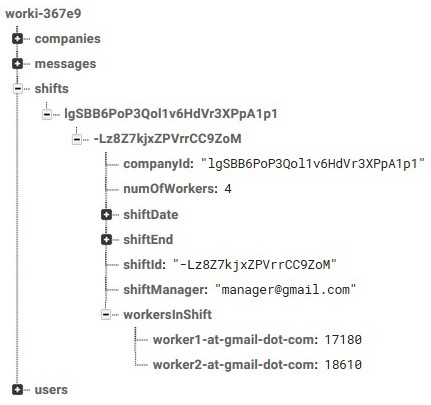 worki-367e9
companies
messages
shifts
lgSBB6PoP3Qol1v6HdVr3XPpA1p1
-Lz8Z7kjxZPVrrCC9ZoM
companyId: "lgSBB6PoP3Qol1v6HdVr3XPpA1p1"
numOfWorkers: 4
shiftDate
shiftEnd
shiftId: "-Lz8Z7kjxZPVrrCC9ZoM"
shiftManager: "manager@gmail.com"
workersInShift
worker1-at-gmail-dot-com: 17180
worker2-at-gmail-dot-com: 18610
users